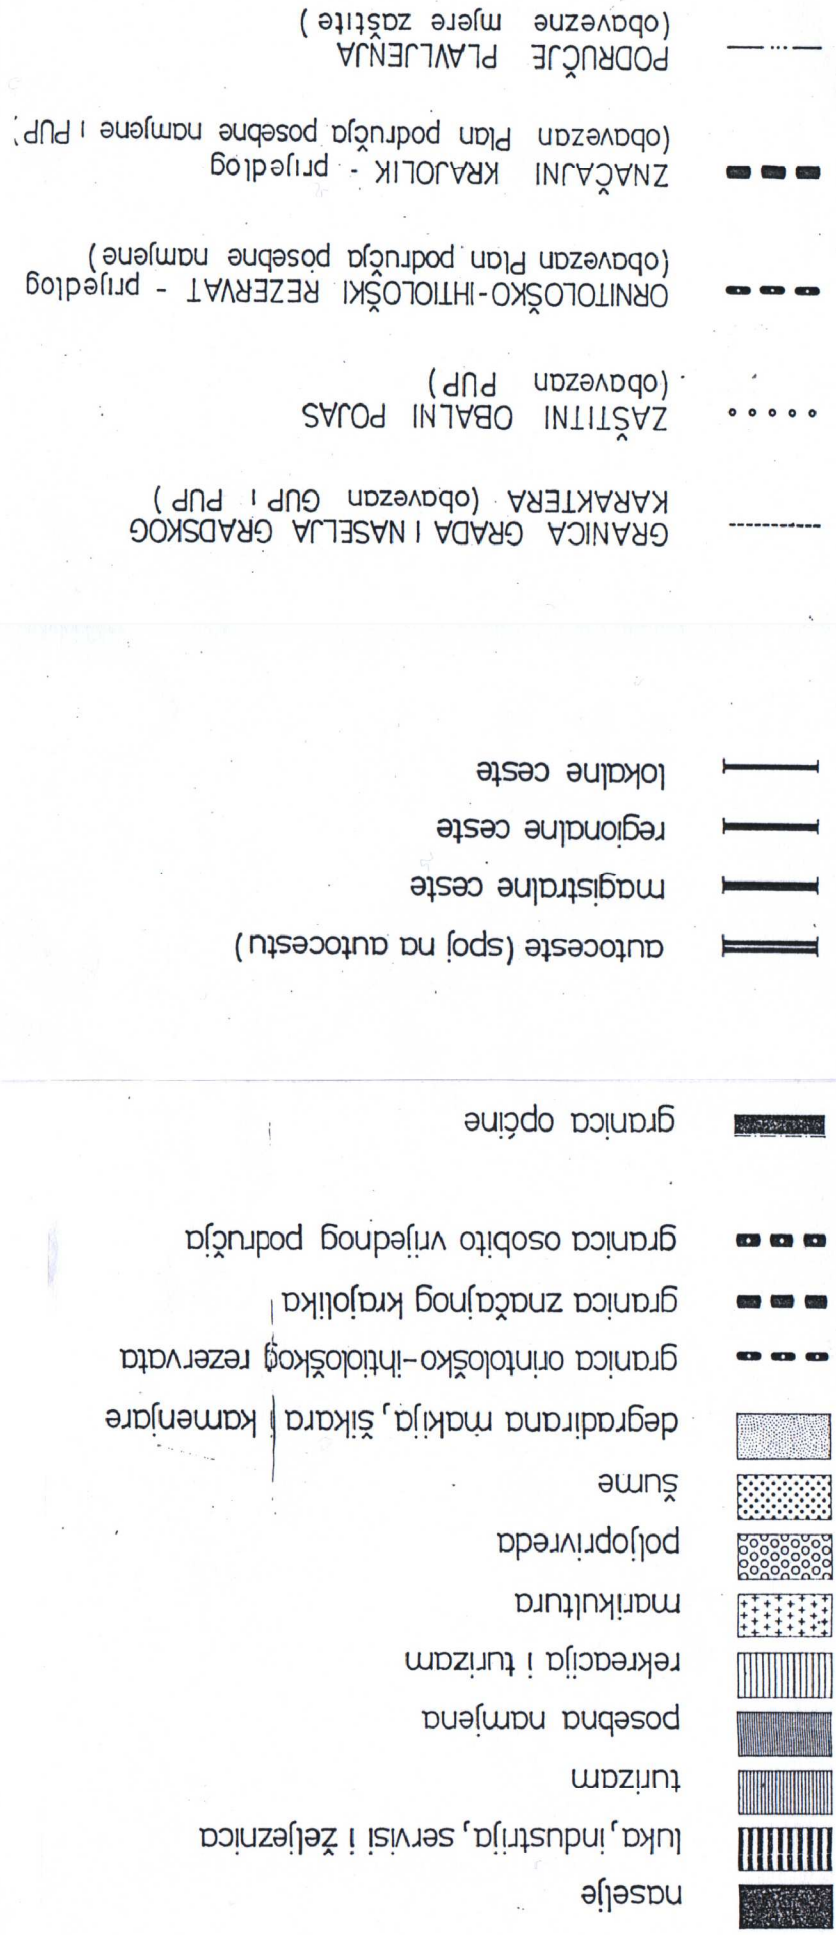 naselje
luka, industrija, servisi i željeznica
turizam
posebna namjena
rekreacija i turizam
marikultura
poljoprivreda
šume
degradirana makija, šikara i kamenjare
granica orintološko-ihtiološkog rezervata
granica značajnog krajolika
granica osobito vrijednog područja
granica općine
autoceste (spoj na autocestu)
magistralne ceste
regionalne ceste
lokalne ceste
GRANICA GRADA I NASELJA GRADSKOG
KARAKTERA (obavezan GUP i PUP)
ZAŠTITNI OBALNI POJAS
(obavezan PUP)
ORNITOLOŠKO-IHTIOLOŠKI REZERVAT - prijedlog
(obavezan Plan područja posebne namjene)
ZNAČAJNI KRAJOLIK - prijedlog
(obavezan Plan područja posebne namjene i PUP)
PODRUČJE PLAVLJENJA
(obavezne mjere zaštite)